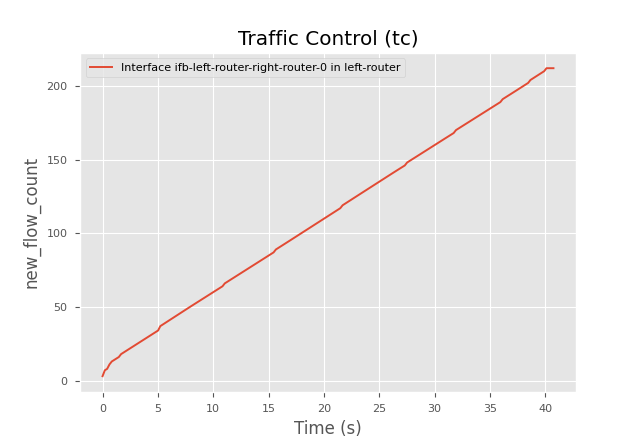 Traffic Control (tc)
Interface ifb-left-router-right-router-0 in left-router
new_flow_count
200
150
100
50
0
0 5 10 15 20 25 30 35 40
Time (s)